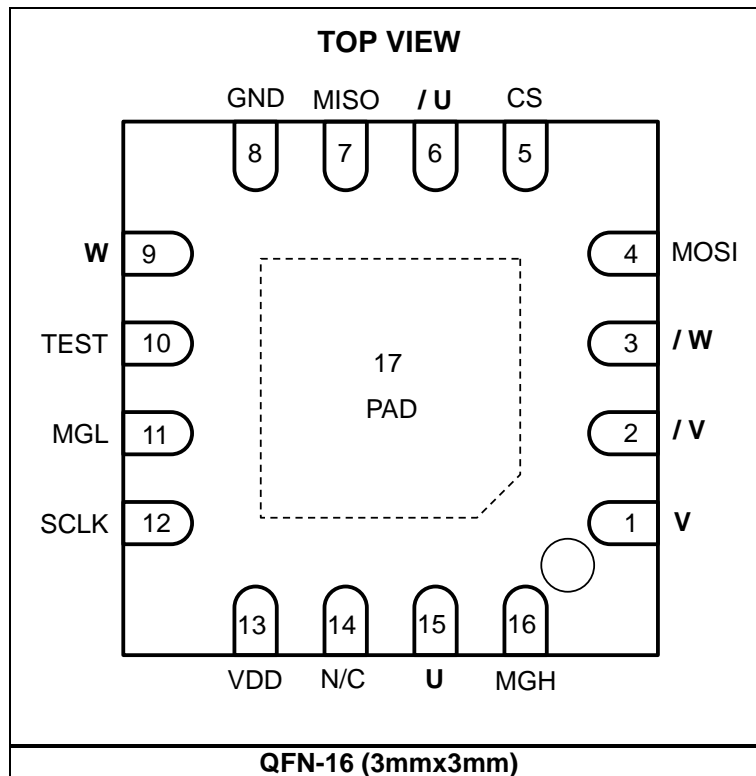 TOP VIEW
GND MISO / U CS
8 7 6 5
W 9 4 MOSI
TEST 10 3 / W
17
PAD
MGL 11 2 / V
SCLK 12 1 V
13 14 15 16
VDD N/C U MGH
QFN-16 (3mmx3mm)